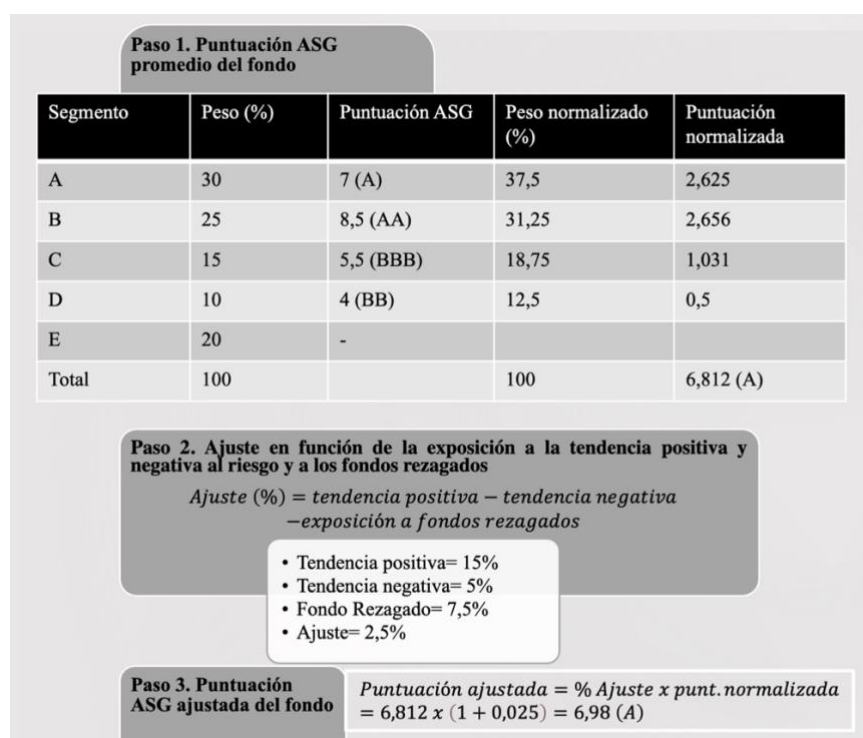 Paso 1. Puntuación ASG
promedio del fondo
Segmento Peso (%) Puntuación ASG Peso normalizado (%) Puntuación normalizada
A 30 7 (A) 37,5 2,625
B 25 8,5 (AA) 31,25 2,656
C 15 5,5 (BBB) 18,75 1,031
D 10 4 (BB) 12,5 0,5
E 20 -
Total 100 100 6,812 (A)
Paso 2. Ajuste en función de la exposición a la tendencia positiva y
negativa al riesgo y a los fondos rezagados
Ajuste (%) = tendencia positiva − tendencia negativa
−exposición a fondos rezagados
• Tendencia positiva= 15%
• Tendencia negativa= 5%
• Fondo Rezagado= 7,5%
• Ajuste= 2,5%
Paso 3. Puntuación
ASG ajustada del fondo
Puntuación ajustada = % Ajuste x punt. normalizada
= 6,812 x (1 + 0,025) = 6,98 (A)